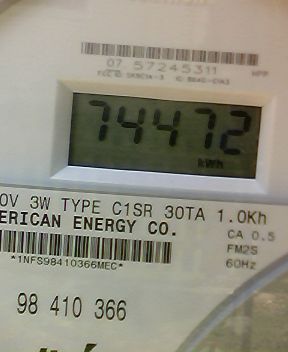 07 57245311
74472
kWh
0V 3W TYPE C1SR 30TA 1.0Kh
ERICAN ENERGY CO.
CA 0.5
*1NFS98410366MEC*
FM2S
60Hz
98 410 366